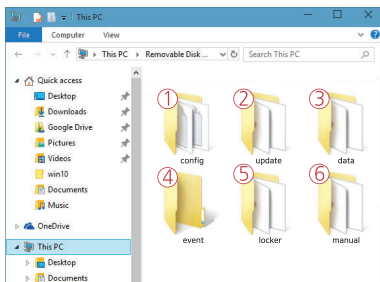 This PC
File Computer View
This PC Removable Disk ... Search This PC
Quick access
Desktop
Downloads
Google Drive
Pictures
Videos
win10
Documents
Music
OneDrive
This PC
Desktop
Documents
① ② ③
config update data
④ ⑤ ⑥
event locker manual